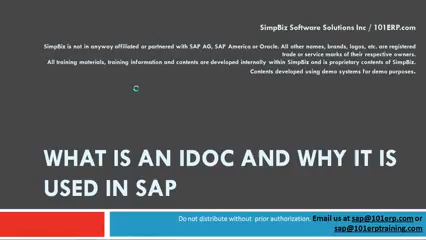 SimpBiz Software Solutions Inc / 101ERP.com
SimpBiz is not in anyway affiliated or partnered with SAP AG, SAP America or Oracle. All other names, brands, logos, etc. are registered
trade or service marks of their respective owners.
All training materials, training information and contents are developed internally within SimpBiz and is proprietary contents of SimpBiz.
Contents developed using demo systems for demo purposes.
WHAT IS AN IDOC AND WHY IT IS
USED IN SAP
Do not distribute without prior authorization. Email us at sap@101erp.com or
sap@101erptraining.com